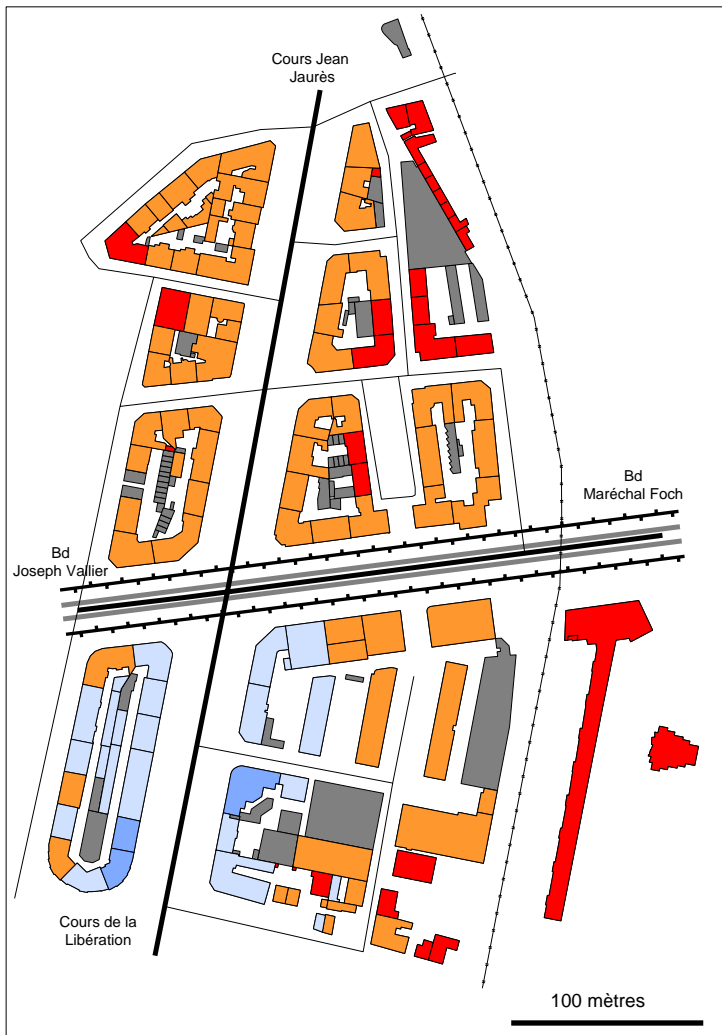 Cours Jean
Jaurès
Bd
Maréchal Foch
Bd
Joseph Vallier
Cours de la
Libération
100 mètres